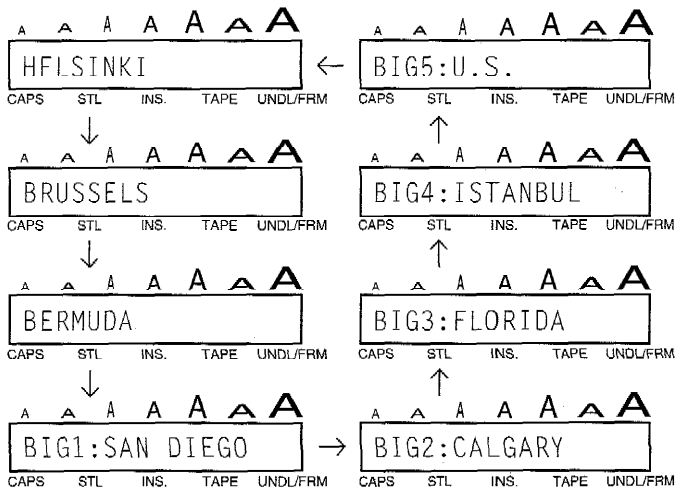 A A A A A A A A A A A A A A
HFLSINKI BIG5:U.S.
CAPS STL INS. TAPE UNDL/FRM CAPS STL INS. TAPE UNDL/FRM
A A A A A A A A A A A A A A
BRUSSELS BIG4:ISTANBUL
CAPS STL INS. TAPE UNDL/FRM CAPS STL INS. TAPE UNDL/FRM
A A A A A A A A A A A A A A
BERMUDA BIG3:FLORIDA
CAPS STL INS. TAPE UNDL/FRM CAPS STL INS. TAPE UNDL/FRM
A A A A A A A A A A A A A A
BIG1:SAN DIEGO BIG2:CALGARY
CAPS STL INS. TAPE UNDL/FRM CAPS STL INS. TAPE UNDL/FRM